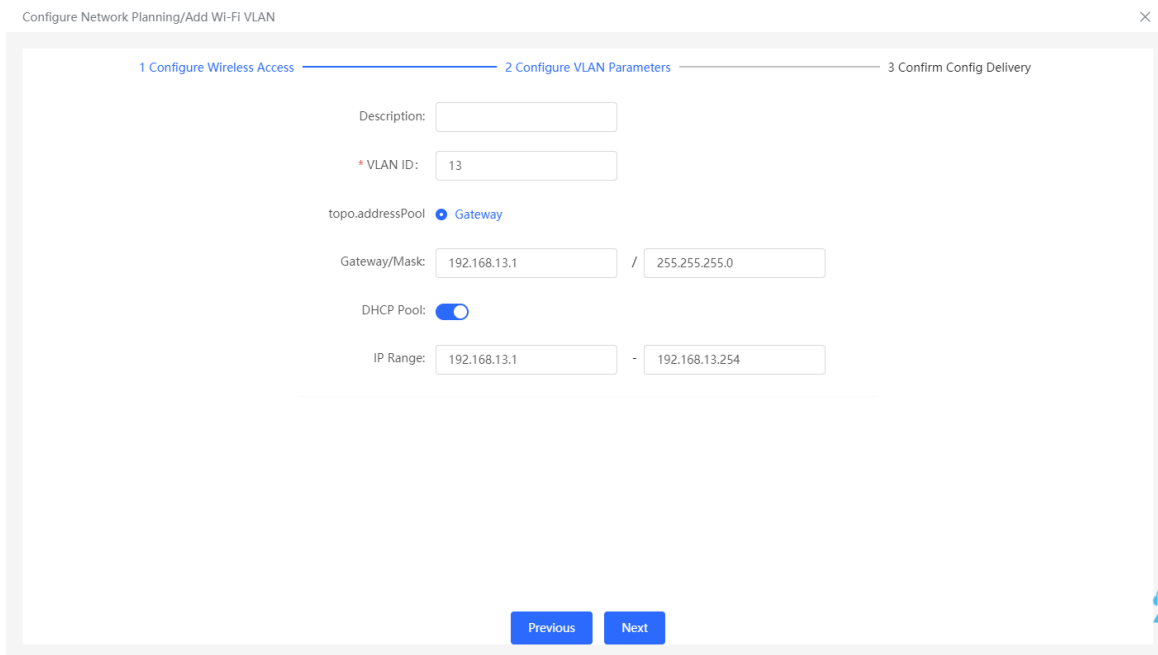 Configure Network Planning/Add Wi-Fi VLAN
1 Configure Wireless Access 2 Configure VLAN Parameters 3 Confirm Config Delivery
Description:
* VLAN ID: 13
topo.addressPool Gateway
Gateway/Mask: 192.168.13.1 / 255.255.255.0
DHCP Pool:
IP Range: 192.168.13.1 - 192.168.13.254
Previous Next